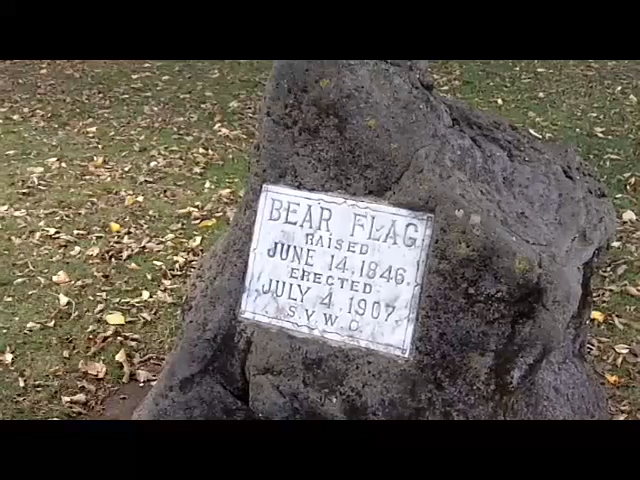 BEAR FLAG
RAISED
JUNE 14. 1846.
ERECTED
JULY 4. 1907.
S.V.W.C.